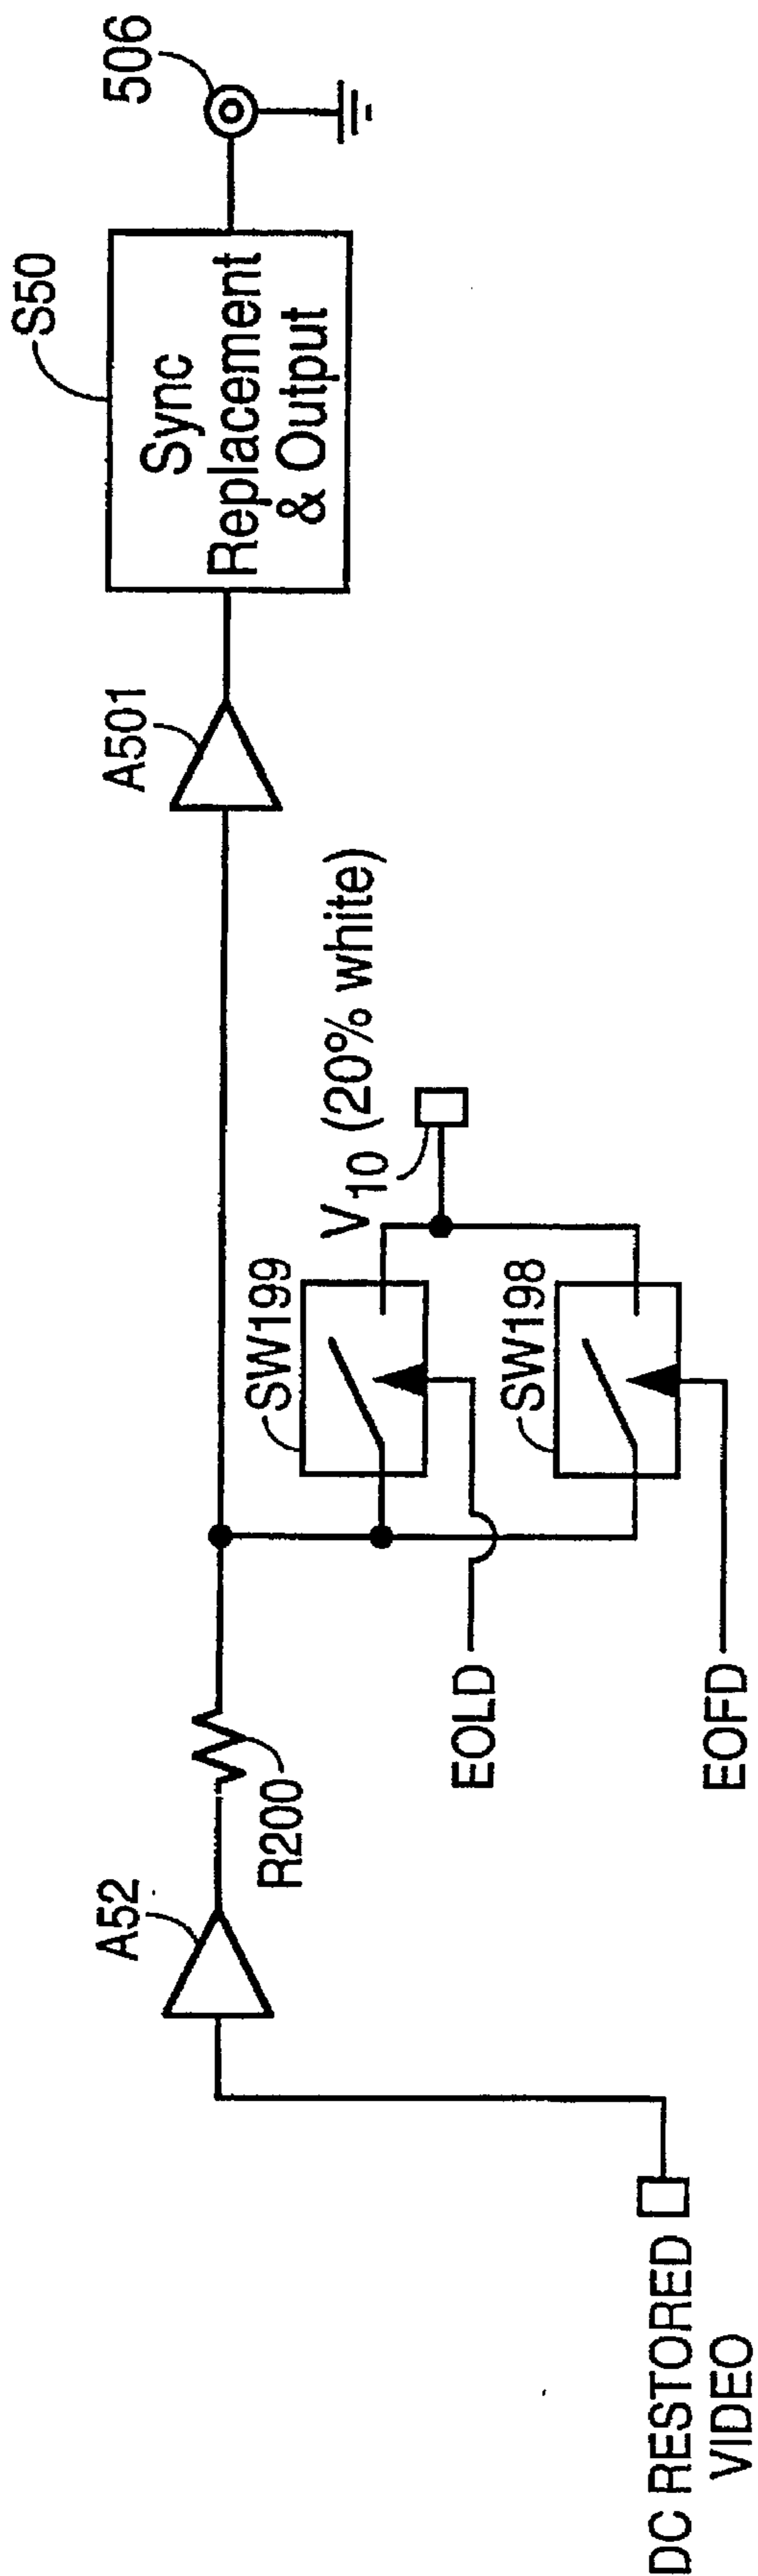 506
S50
Sync
Replacement
& Output
A501
V10 (20% white)
SW199
SW198
EOLD
EOFD
R200
A52
DC RESTORED
VIDEO